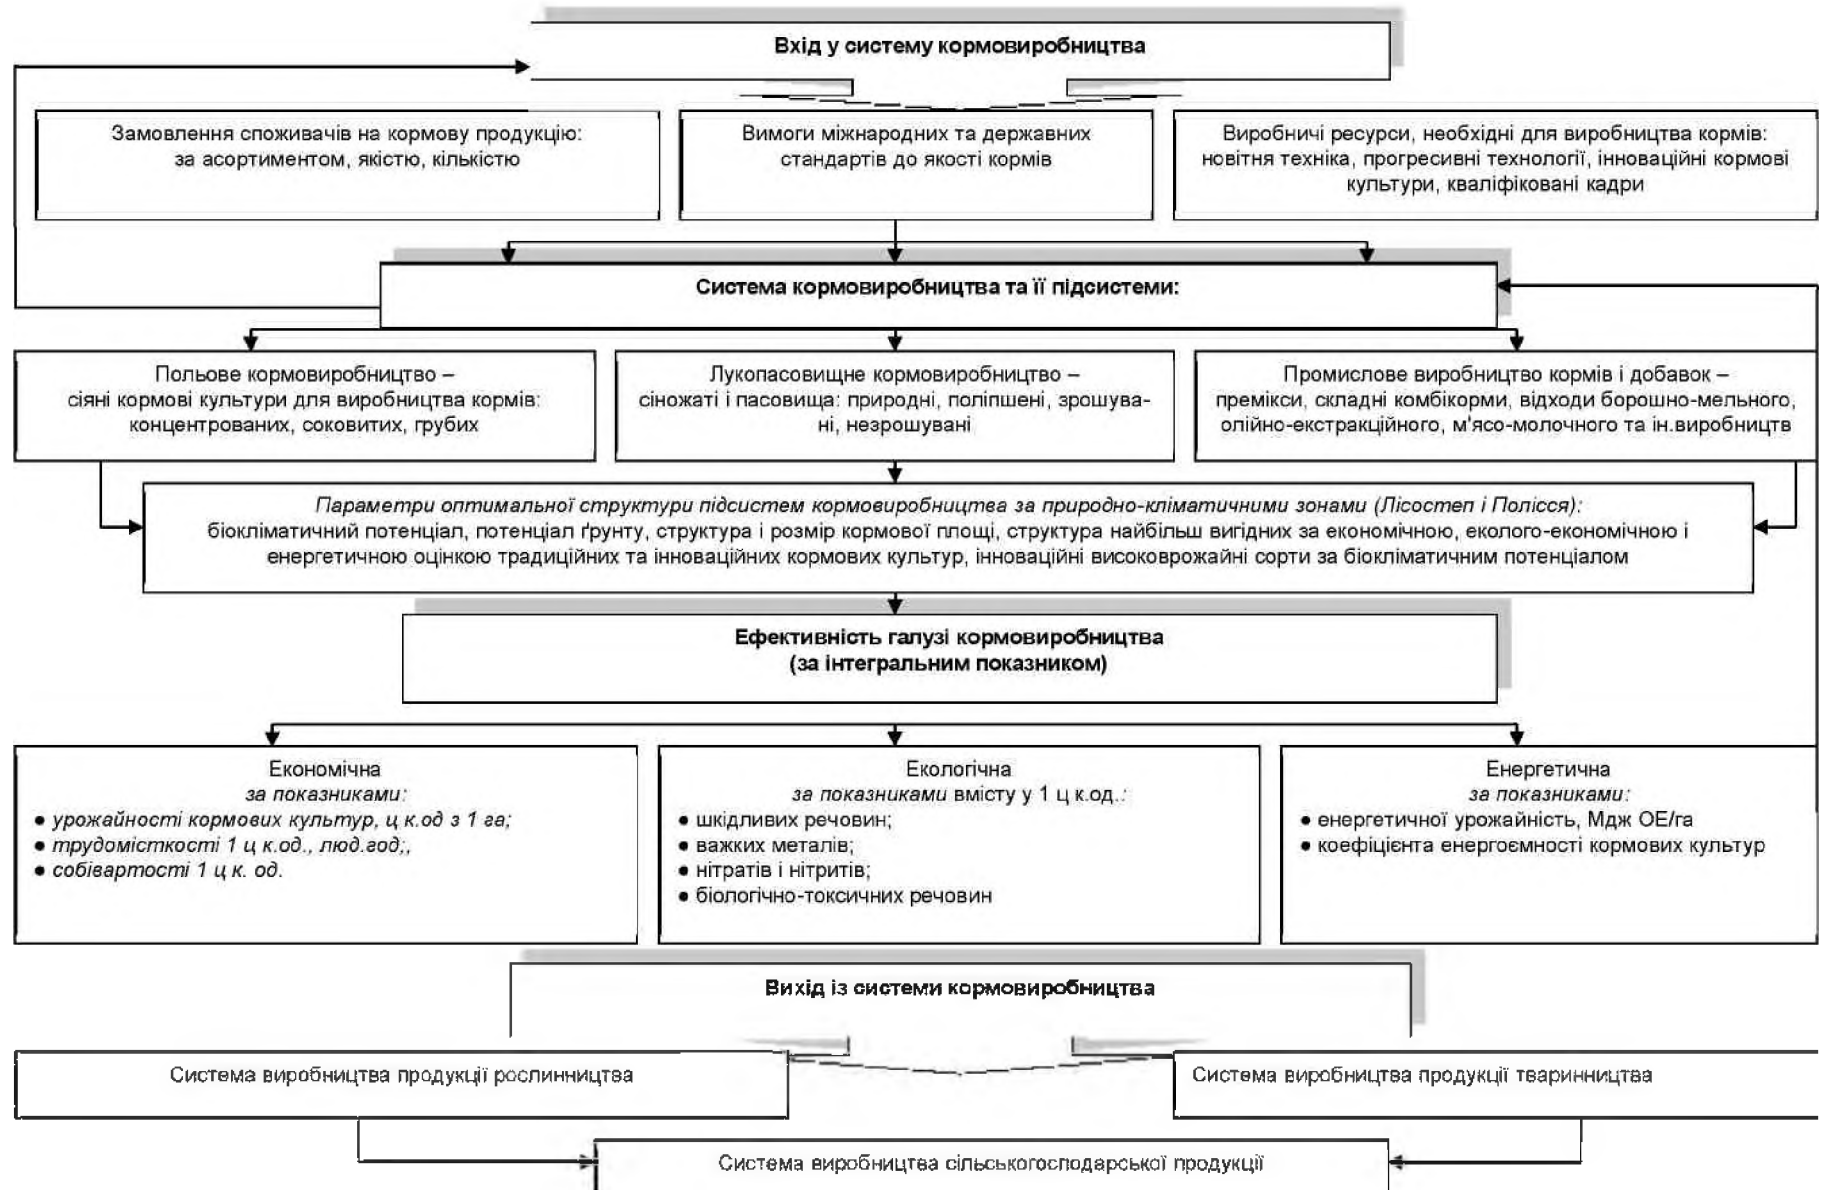 Вхід у систему кормовиробництва
Замовлення споживачів на кормову продукцію:
за асортиментом, якістю, кількістю
Вимоги міжнародних та державних
стандартів до якості кормів
Виробничі ресурси, необхідні для виробництва кормів:
новітня техніка, прогресивні технології, інноваційні кормові
культури, кваліфіковані кадри
Система кормовиробництва та її підсистеми:
Польове кормовиробництво –
сіяні кормові культури для виробництва кормів:
концентрованих, соковитих, грубих
Лукопасовищне кормовиробництво –
сіножаті і пасовища: природні, поліпшені, зрошува-
ні, незрошувані
Промислове виробництво кормів і добавок –
премікси, складні комбікорми, відходи борошно-мельного,
олійно-екстракційного, м'ясо-молочного та ін.виробництв
Параметри оптимальної структури підсистем кормовиробництва за природно-кліматичними зонами (Лісостеп і Полісся):
біокліматичний потенціал, потенціал ґрунту, структура і розмір кормової площі, структура найбільш вигідних за економічною, еколого-економічною і
енергетичною оцінкою традиційних та інноваційних кормових культур, інноваційні високоврожайні сорти за біокліматичним потенціалом
Ефективність галузі кормовиробництва
(за інтегральним показником)
Економічна
за показниками:
● урожайності кормових культур, ц к.од з 1 га;
● трудомісткості 1 ц к.од., люд.год;,
● собівартості 1 ц к. од.
Екологічна
за показниками вмісту у 1 ц к.од.:
● шкідливих речовин;
● важких металів;
● нітратів і нітритів;
● біологічно-токсичних речовин
Енергетична
за показниками:
● енергетичної урожайність, Мдж ОЕ/га
● коефіцієнта енергоємності кормових культур
Вихід із системи кормовиробництва
Система виробництва продукції рослинництва
Система виробництва продукції тваринництва
Система виробництва сільськогосподарської продукції